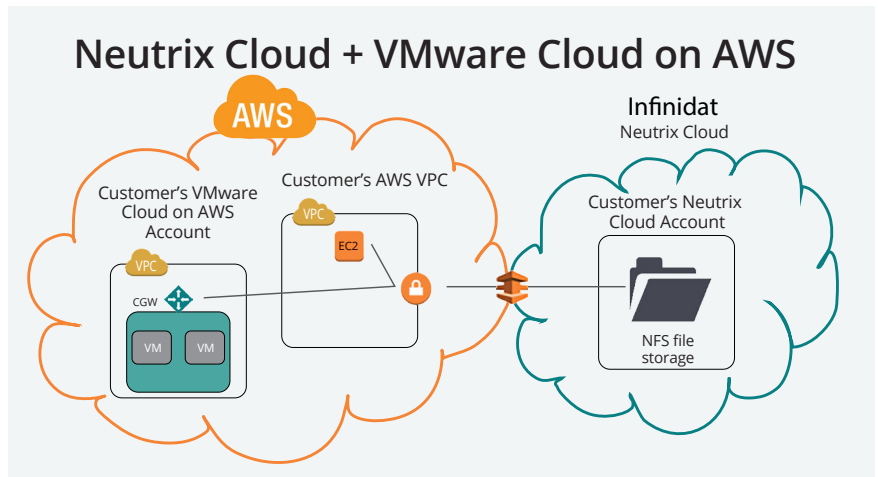 Neutrix Cloud + VMware Cloud on AWS
AWS
Infinidat
Neutrix Cloud
Customer’s VMware
Cloud on AWS
Account
VPC
CGW
VM
VM
Customer’s AWS VPC
VPC
EC2
Customer’s Neutrix
Cloud Account
NFS file
storage